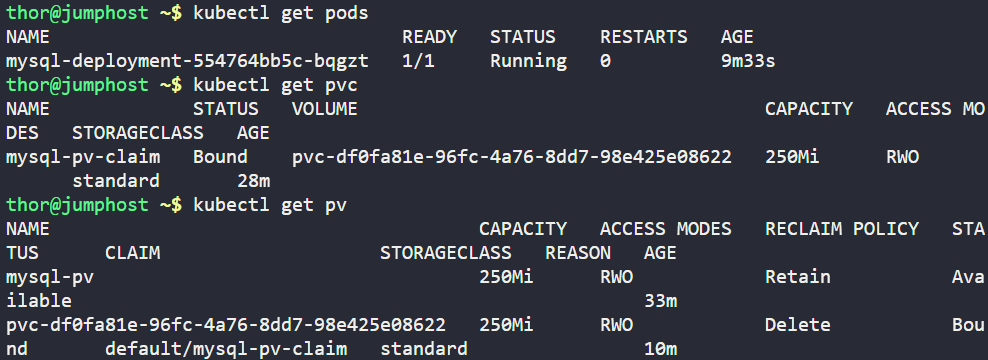 thor@jumphost ~$ kubectl get pods
NAME                                READY   STATUS    RESTARTS   AGE
mysql-deployment-554764bb5c-bqgzt   1/1     Running   0          9m33s
thor@jumphost ~$ kubectl get pvc
NAME             STATUS   VOLUME                                     CAPACITY   ACCESS MO
DES   STORAGECLASS   AGE
mysql-pv-claim   Bound    pvc-df0fa81e-96fc-4a76-8dd7-98e425e08622   250Mi      RWO
      standard       28m
thor@jumphost ~$ kubectl get pv
NAME                                       CAPACITY   ACCESS MODES   RECLAIM POLICY   STA
TUS      CLAIM                    STORAGECLASS   REASON   AGE
mysql-pv                                   250Mi      RWO            Retain           Ava
ilable                                                    33m
pvc-df0fa81e-96fc-4a76-8dd7-98e425e08622   250Mi      RWO            Delete           Bou
nd       default/mysql-pv-claim   standard                10m